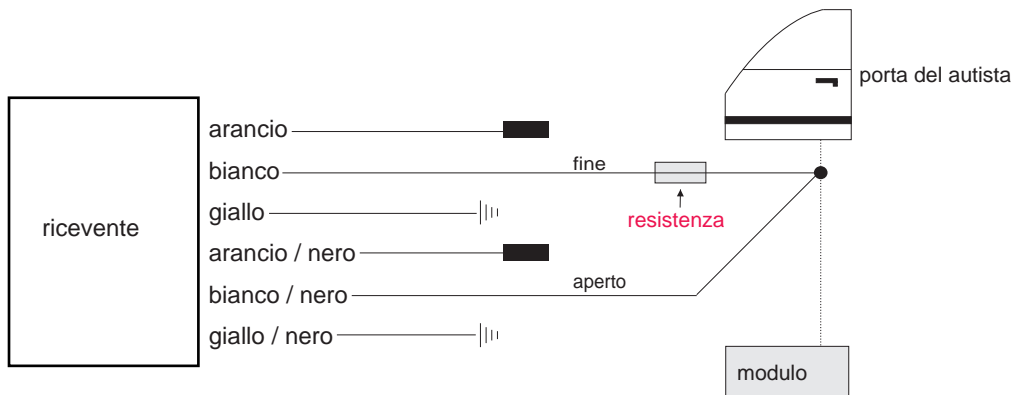 porta del autista
arancio
bianco
fine
giallo
resistenza
ricevente
arancio / nero
aperto
bianco / nero
giallo / nero
modulo